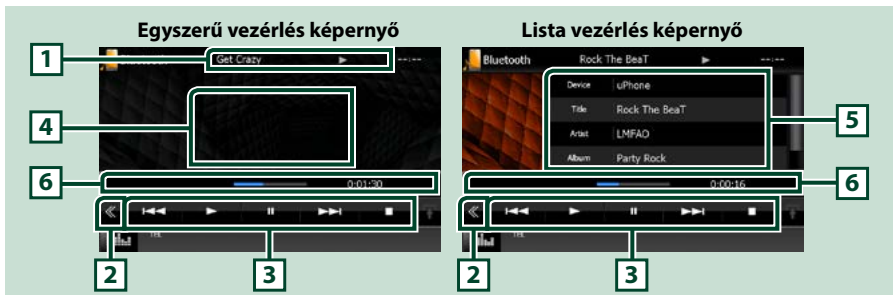 Egyszerű vezérlés képernyő
Lista vezérlés képernyő
1
Get Crazy
--:--
4
6
0:01:30
2
3
Bluetooth
Rock The BeaT
--:--
Device
uPhone
Title
Rock The BeaT
Artist
LMFAO
Album
Party Rock
5
0:00:16
6
TEL
2
3